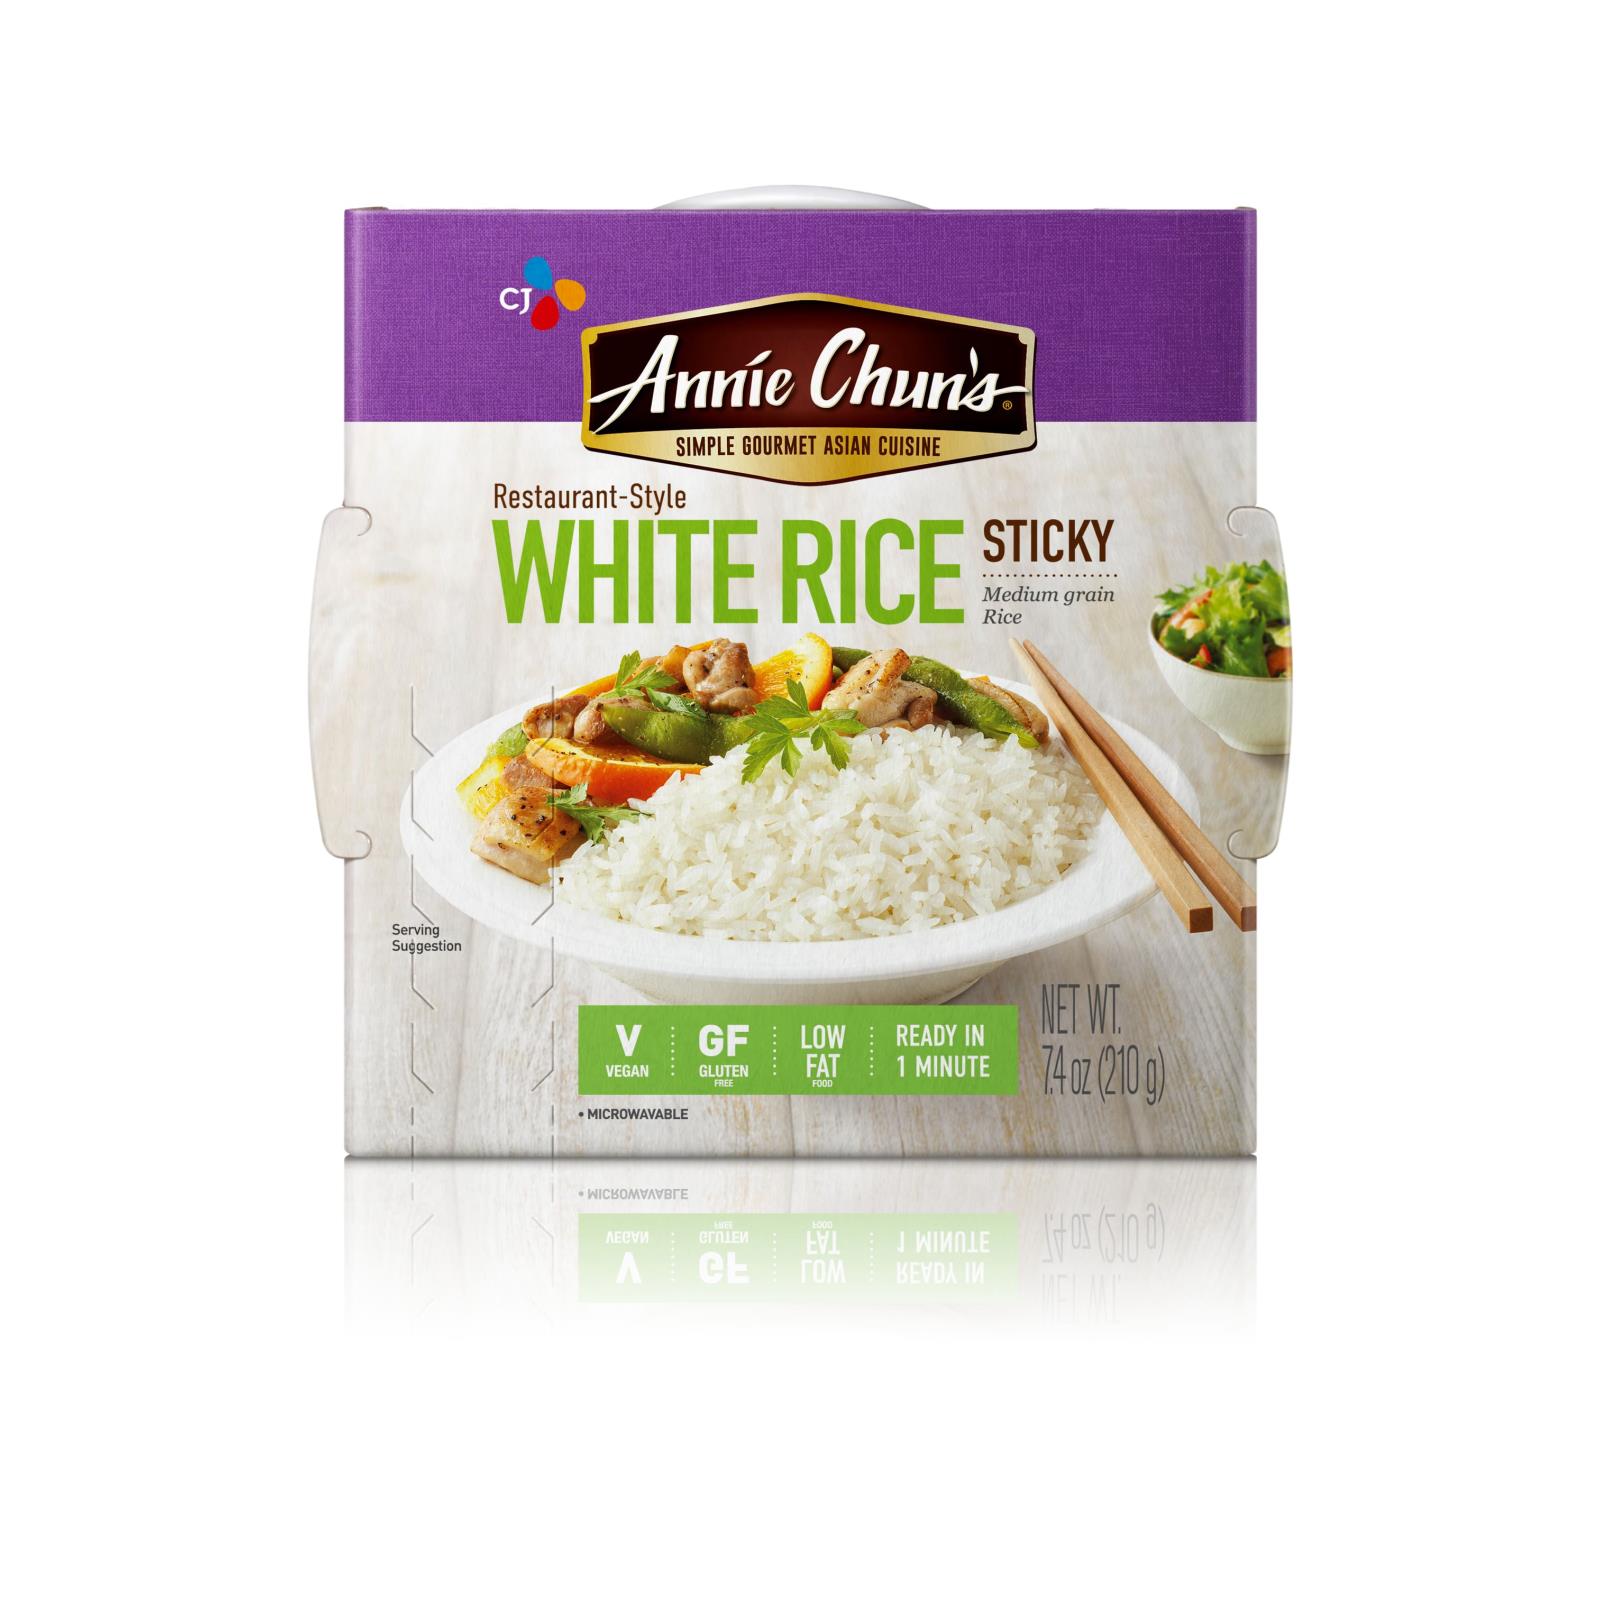 CJ
Annie Chun's®
SIMPLE GOURMET ASIAN CUISINE
Restaurant-Style
WHITE RICE
STICKY
Medium grain
Rice
Serving
Suggestion
V
VEGAN
GF
GLUTEN
FREE
LOW
FAT
FOOD
READY IN
1 MINUTE
NET WT.
7.4 oz (210 g)
• MICROWAVABLE